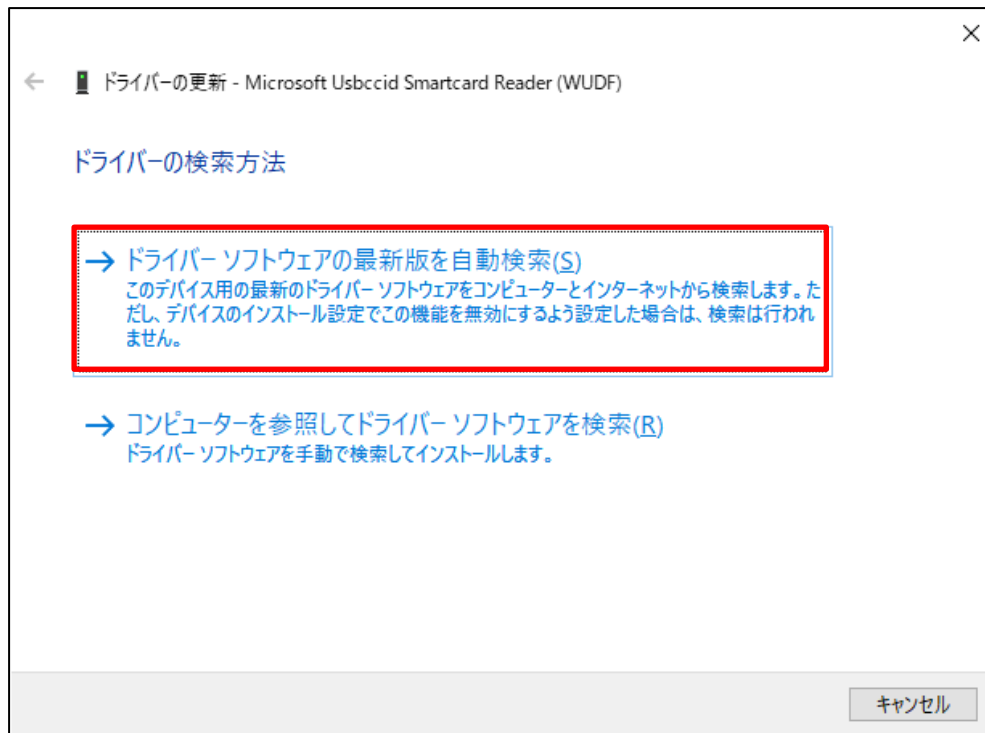 ドライバーの更新 - Microsoft Usbccid Smartcard Reader (WUDF)
ドライバーの検索方法
ドライバー ソフトウェアの最新版を自動検索(S)
このデバイス用の最新のドライバー ソフトウェアをコンピューターとインターネットから検索します。た
だし、デバイスのインストール設定でこの機能を無効にするよう設定した場合は、検索は行われ
ません。
コンピューターを参照してドライバー ソフトウェアを検索(R)
ドライバー ソフトウェアを手動で検索してインストールします。
キャンセル